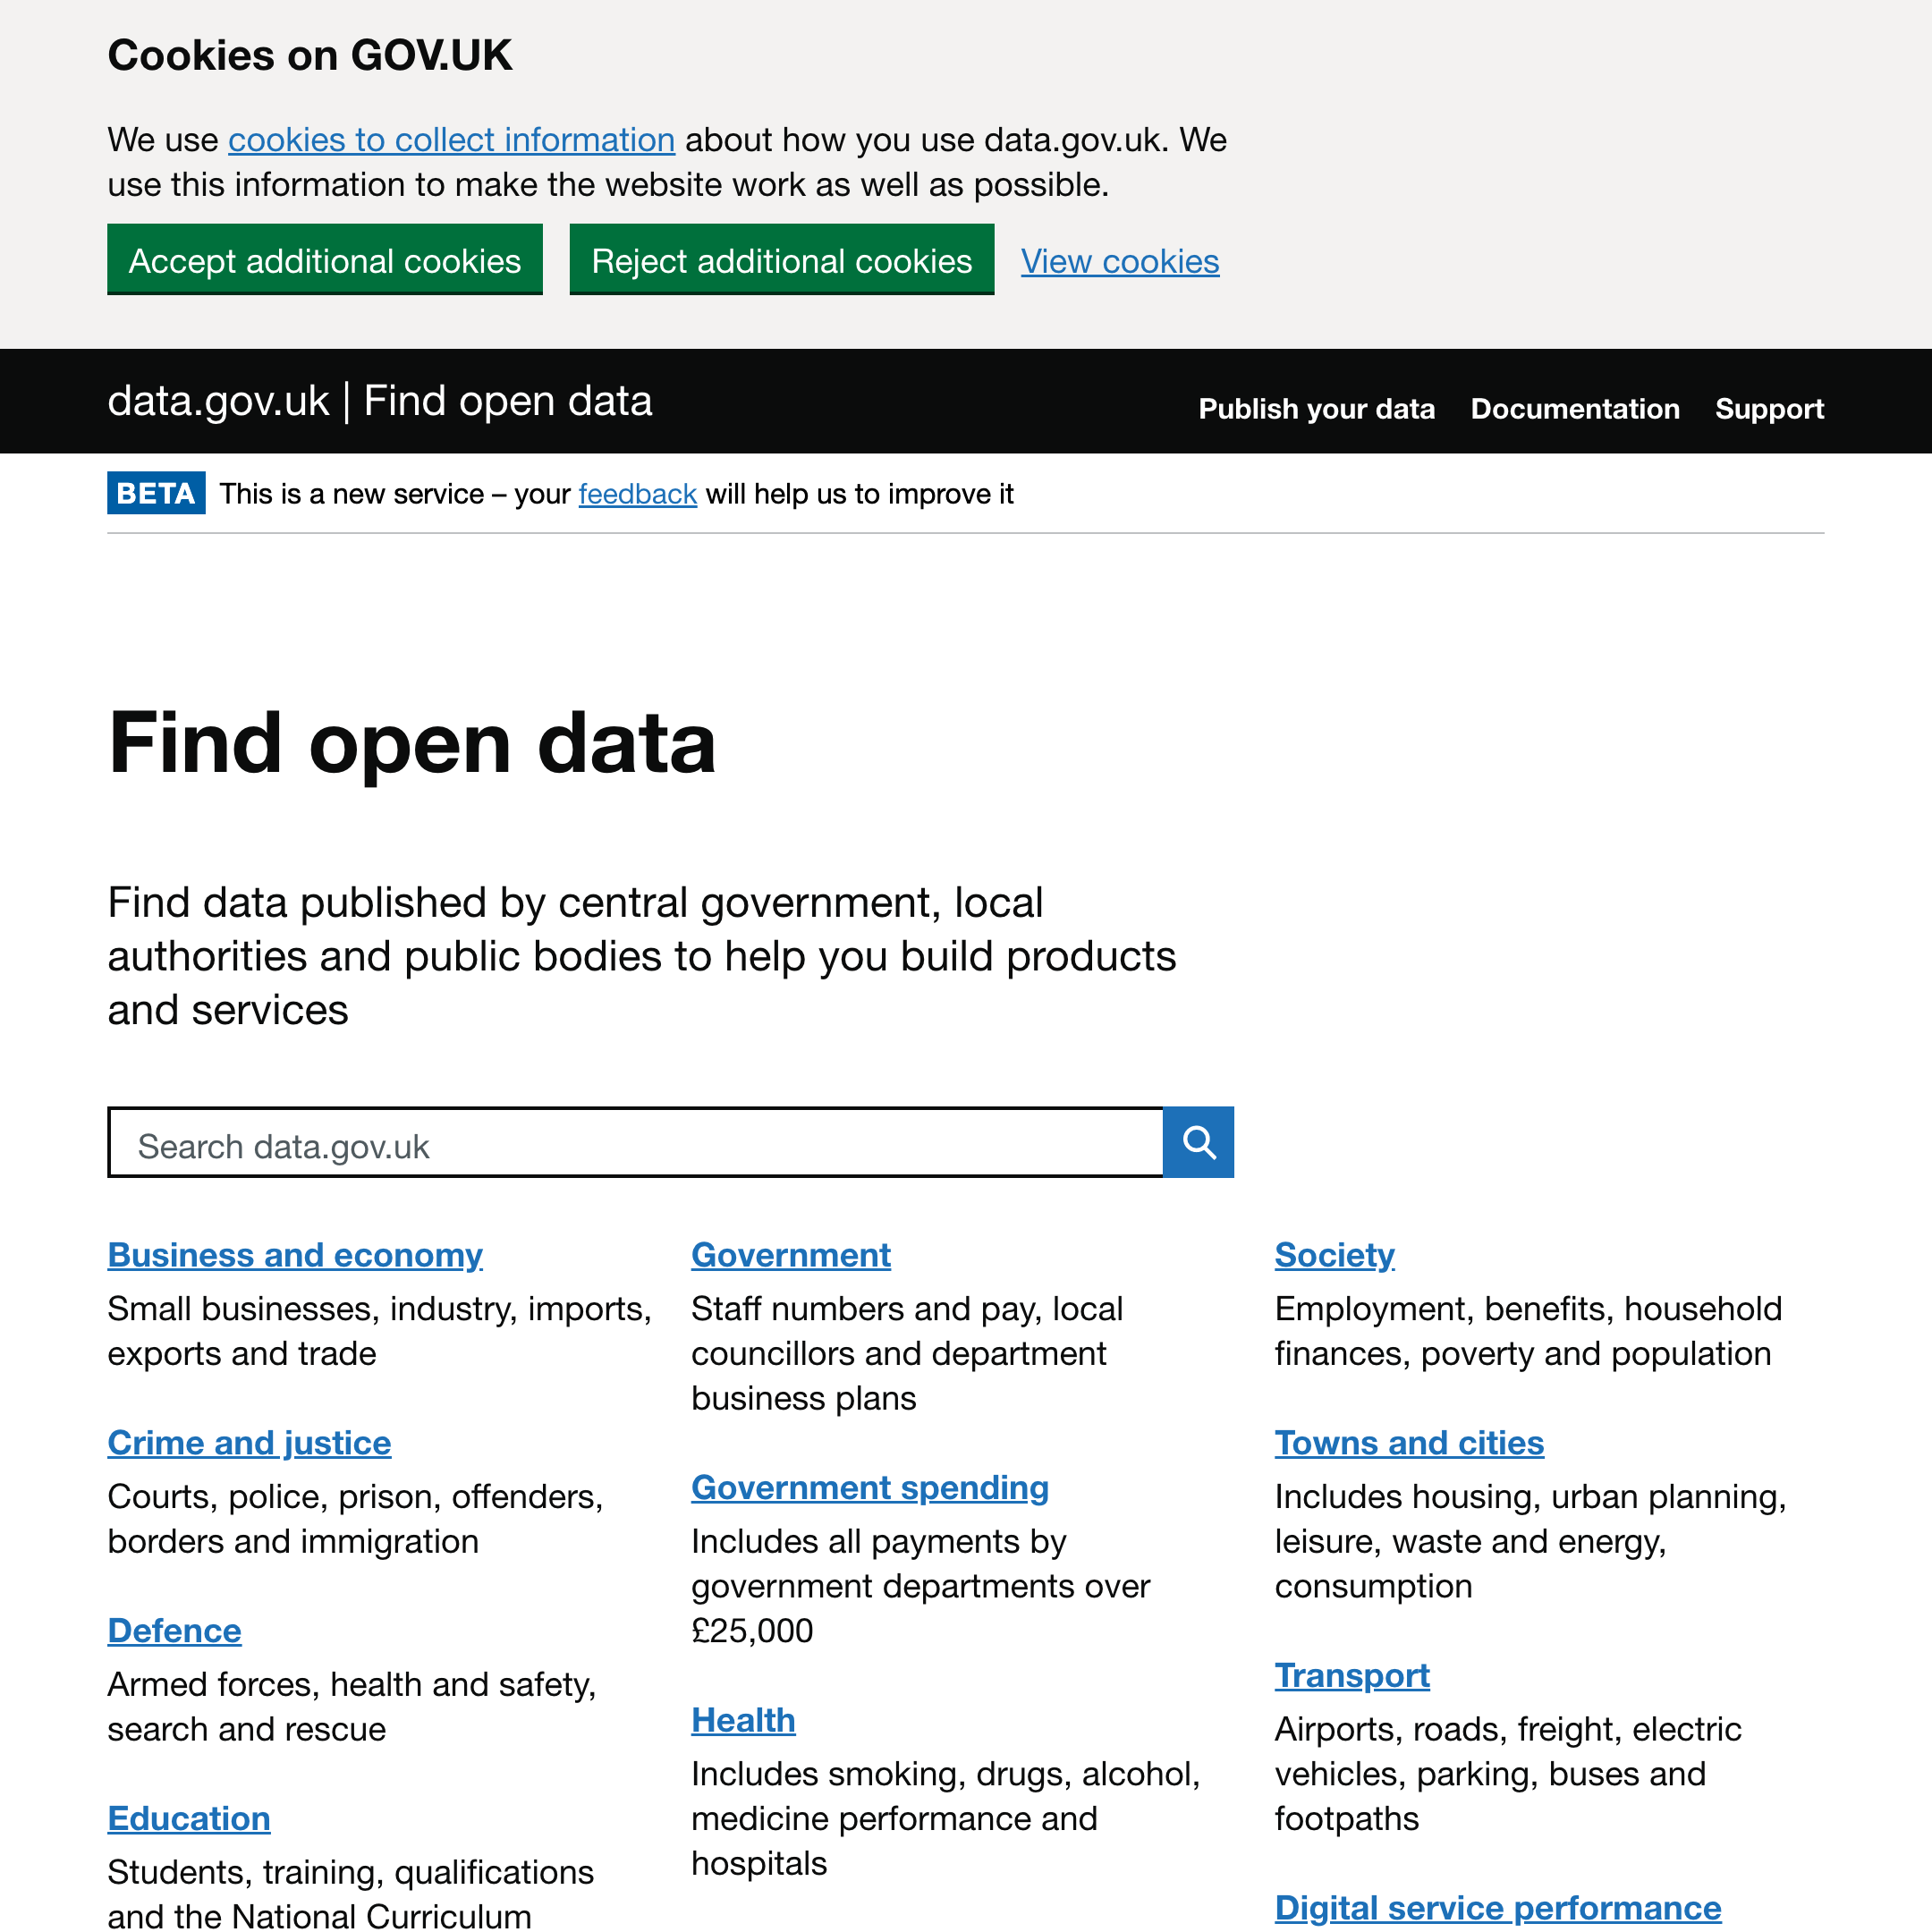 Cookies on GOV.UK
We use cookies to collect information about how you use data.gov.uk. We
use this information to make the website work as well as possible.
Accept additional cookies
Reject additional cookies
View cookies
data.gov.uk | Find open data
Publish your data
Documentation
Support
BETA This is a new service – your feedback will help us to improve it
Find open data
Find data published by central government, local
authorities and public bodies to help you build products
and services
Search data.gov.uk
Business and economy
Small businesses, industry, imports,
exports and trade
Crime and justice
Courts, police, prison, offenders,
borders and immigration
Defence
Armed forces, health and safety,
search and rescue
Education
Students, training, qualifications
and the National Curriculum
Government
Staff numbers and pay, local
councillors and department
business plans
Government spending
Includes all payments by
government departments over
£25,000
Health
Includes smoking, drugs, alcohol,
medicine performance and
hospitals
Society
Employment, benefits, household
finances, poverty and population
Towns and cities
Includes housing, urban planning,
leisure, waste and energy,
consumption
Transport
Airports, roads, freight, electric
vehicles, parking, buses and
footpaths
Digital service performance